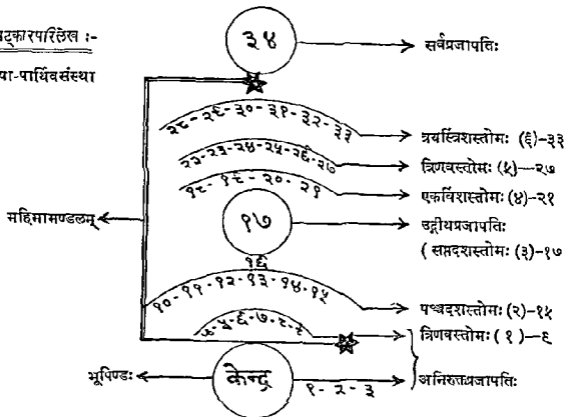 षट्कारपरिलेख :-
३४
सर्वप्रजापतिः
षा-पार्थिवसंस्था
२८-२९-३०-३१-३२-३३
त्रयस्त्रिंशस्तोमः (६)-३३
२२-२३-२४-२५-२६-२७
त्रिणवस्तोमः (५)—२७
१८-१९-२०-२१
एकविंशस्तोमः (४)-२१
महिमामण्डलम्
१७
उद्गीथप्रजापतिः
( सप्तदशस्तोमः (३)-१७
१६
१०-११-१२-१३-१४-१५
पञ्चदशस्तोमः (२)-१५
४-५-६-७-८-९
त्रिणवस्तोमः ( १ )—९
भूपिण्डः
केन्द्र
१-२-३
अनिरुक्तप्रजापतिः